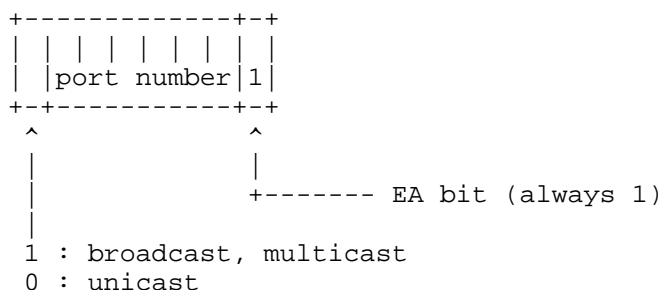 +-------------+-+
| | | | | | | | |
| |port number|1|
+-+-----------+-+
^ ^
| |
| +------- EA bit (always 1)
|
1 : broadcast, multicast
0 : unicast